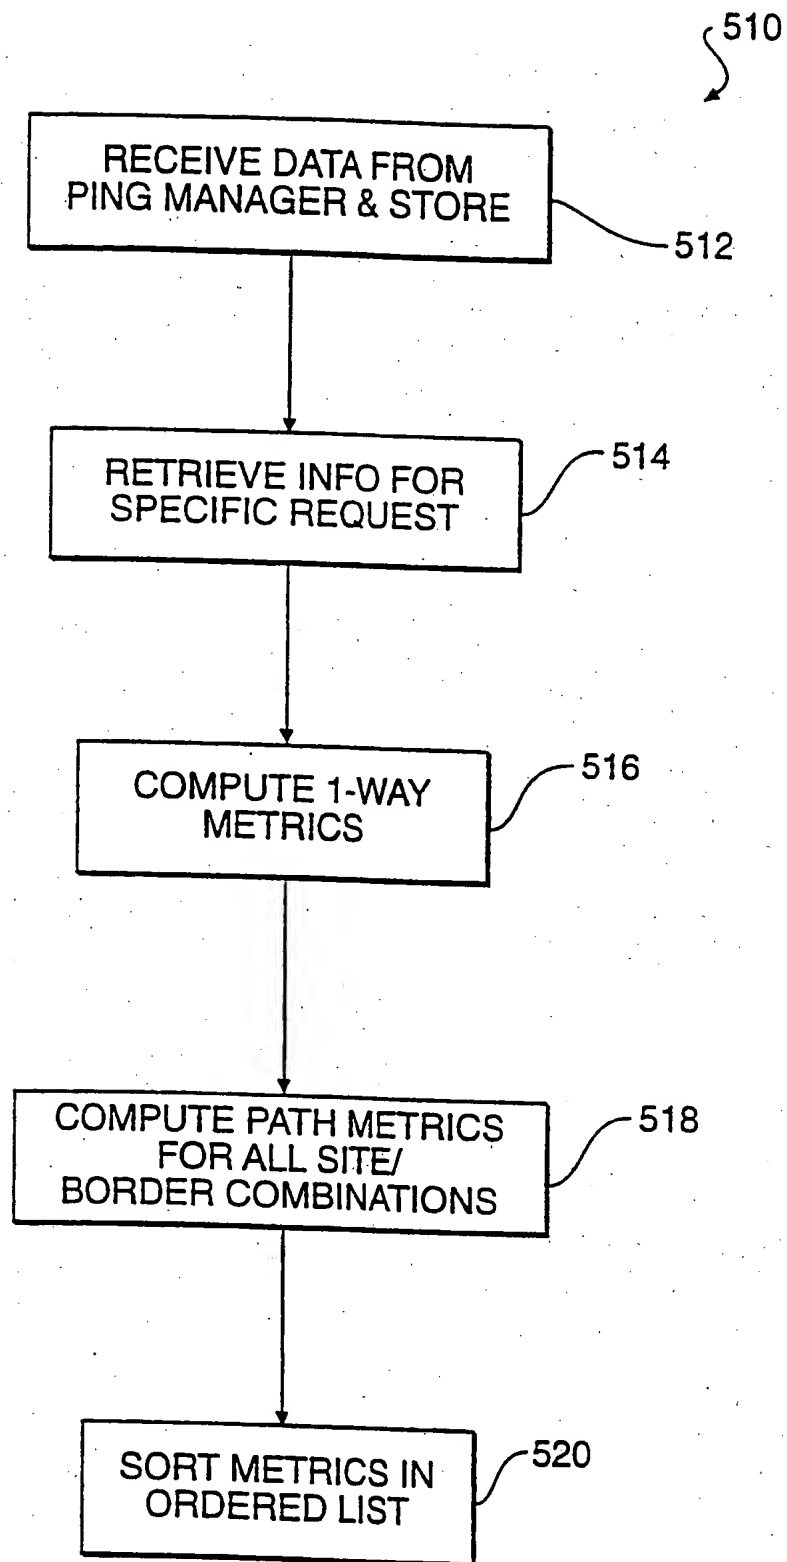 510
RECEIVE DATA FROM
PING MANAGER & STORE
512
RETRIEVE INFO FOR
SPECIFIC REQUEST
514
COMPUTE 1-WAY
METRICS
516
COMPUTE PATH METRICS
FOR ALL SITE/
BORDER COMBINATIONS
518
SORT METRICS IN
ORDERED LIST
520